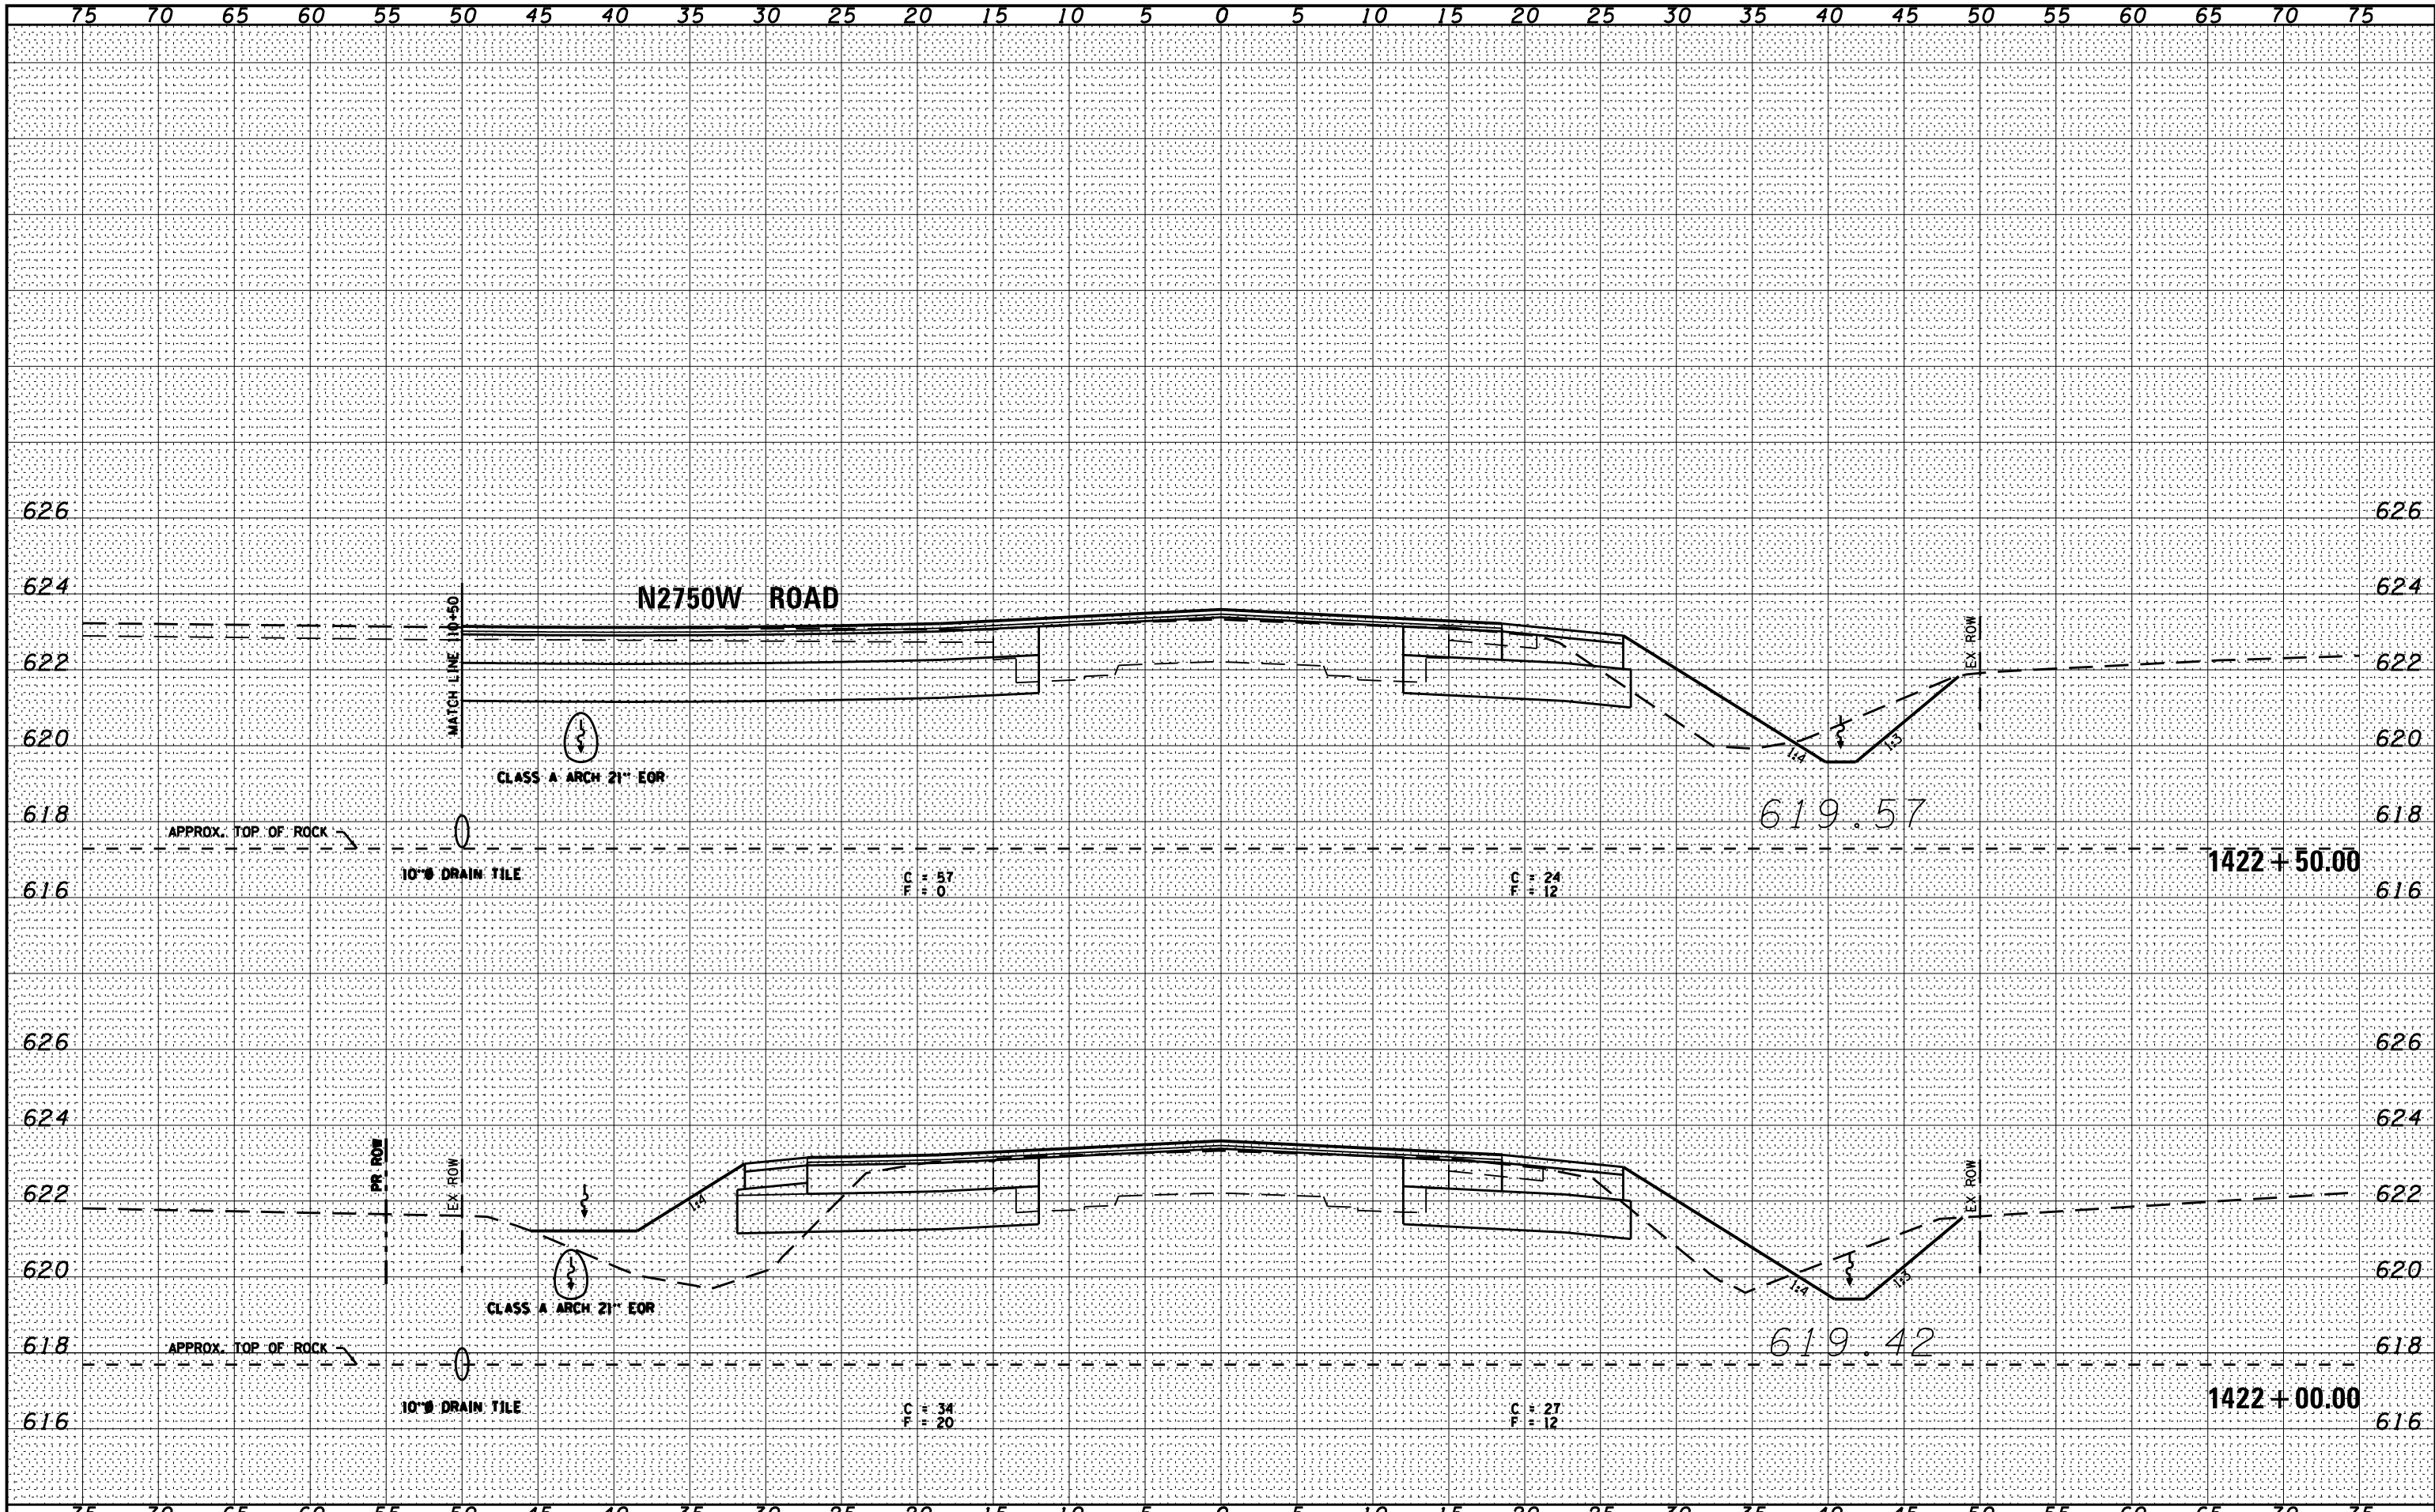 75 70 65 60 55 50 45 40 35 30 25 20 15 10 5 0 5 10 15 20 25 30 35 40 45 50 55 60 65 70 75
626 626
624 N2750W ROAD 624
MATCH LINE 110+50
EX ROW
622 622
1:4
1:3
620 620
CLASS A ARCH 21" EOR
619.57
618 618
APPROX. TOP OF ROCK
1422 + 50.00
10"Ø DRAIN TILE
C = 57
F = 0
C = 24
F = 12
616 616
626 626
624 624
PR ROW
EX ROW
EX ROW
622 622
1:4
1:4
1:3
620 620
CLASS A ARCH 21" EOR
619.42
618 618
APPROX. TOP OF ROCK
1422 + 00.00
10"Ø DRAIN TILE
C = 34
F = 20
C = 27
F = 12
616 616
75 70 65 60 55 50 45 40 35 30 25 20 15 10 5 0 5 10 15 20 25 30 35 40 45 50 55 60 65 70 75